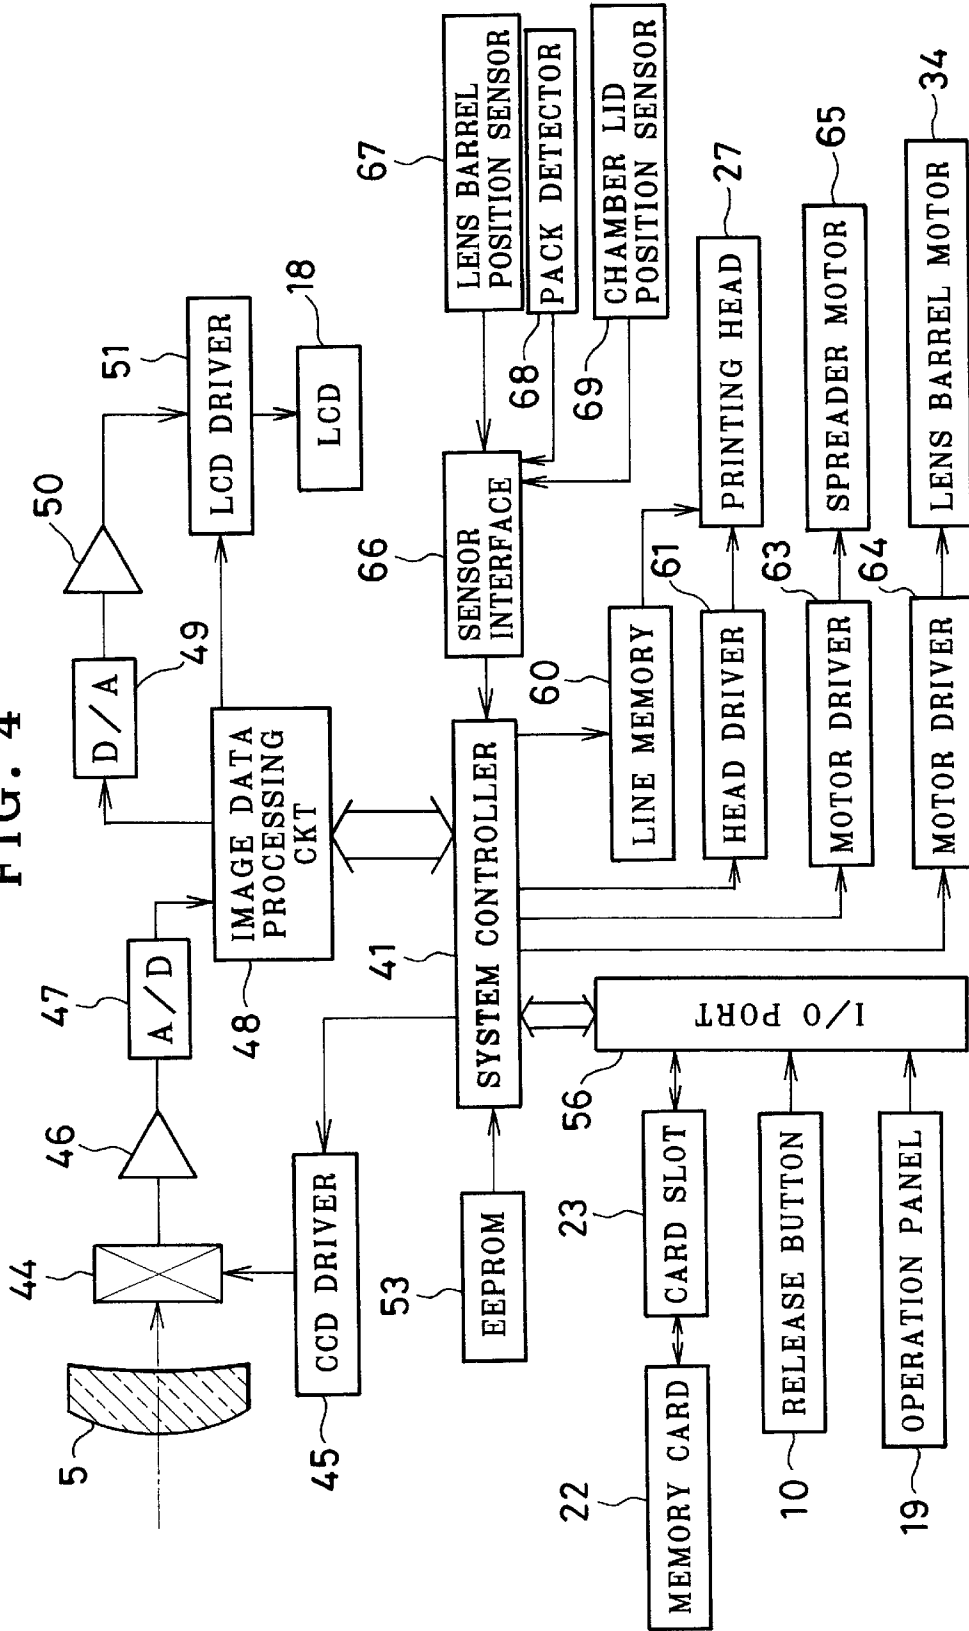 FIG. 4
5
44
46
47
A/D
D/A
49
50
51
LCD DRIVER
18
LCD
45
CCD DRIVER
48
IMAGE DATA
PROCESSING
CKT
53
EEPROM
41
SYSTEM CONTROLLER
66
SENSOR
INTERFACE
67
LENS BARREL
POSITION SENSOR
68
PACK DETECTOR
69
CHAMBER LID
POSITION SENSOR
22
MEMORY CARD
23
CARD SLOT
56
I/O PORT
10
RELEASE BUTTON
19
OPERATION PANEL
60
LINE MEMORY
61
HEAD DRIVER
27
PRINTING HEAD
63
MOTOR DRIVER
65
SPREADER MOTOR
64
MOTOR DRIVER
34
LENS BARREL MOTOR